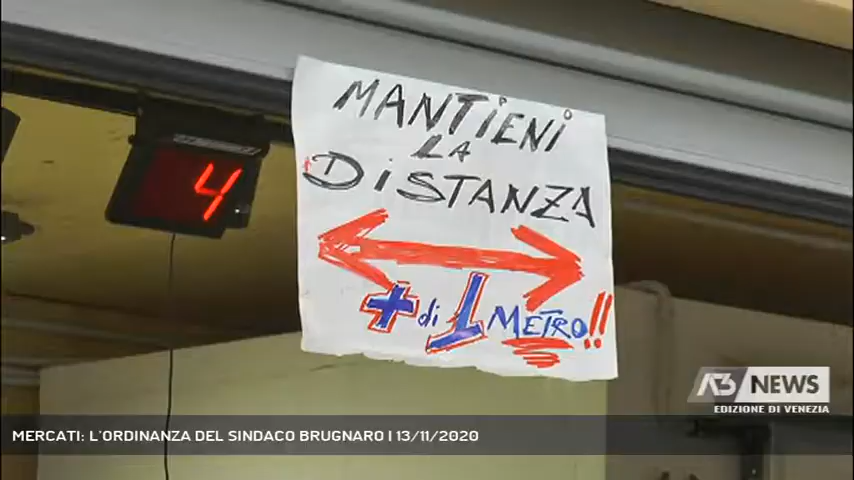 4
MANTIENI
LA
DISTANZA
+ di 1 METRO!!
A3 NEWS
EDIZIONE DI VENEZIA
MERCATI: L'ORDINANZA DEL SINDACO BRUGNARO | 13/11/2020